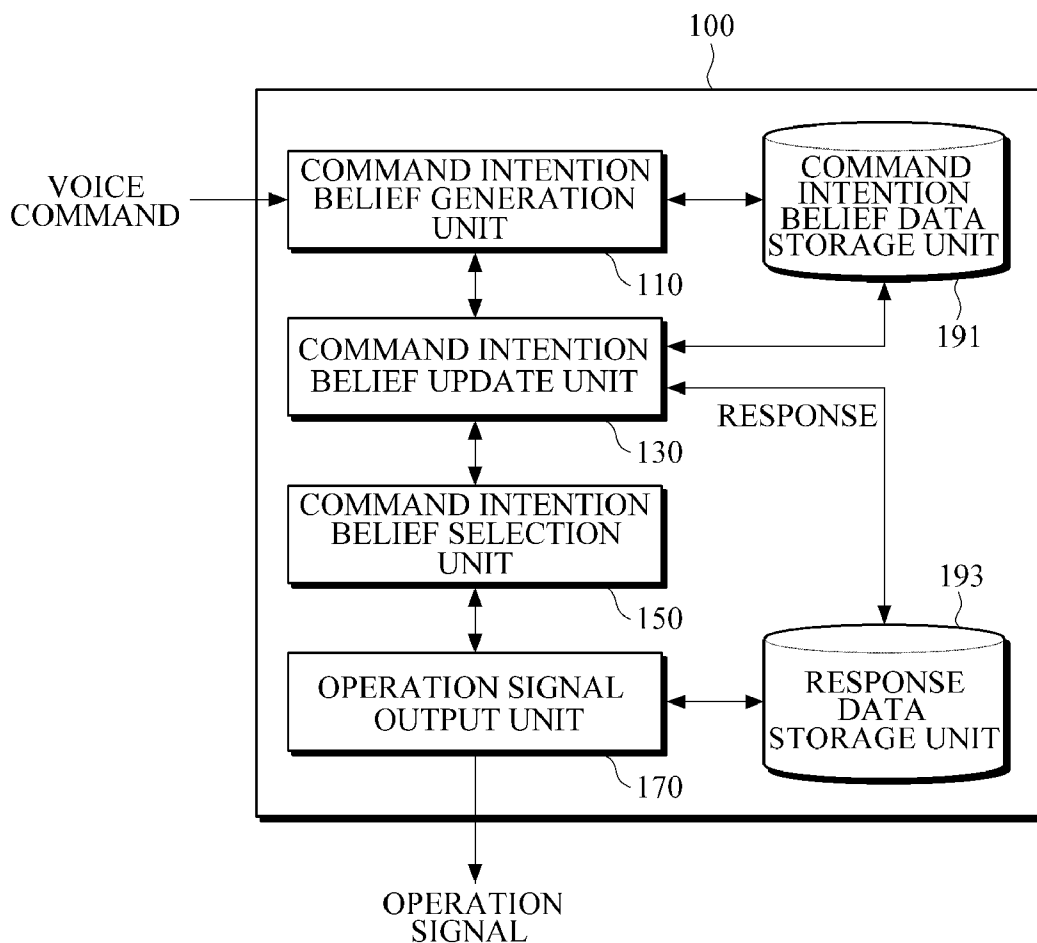 100
VOICE
COMMAND
COMMAND INTENTION
BELIEF GENERATION
UNIT
110
COMMAND
INTENTION
BELIEF DATA
STORAGE UNIT
191
COMMAND INTENTION
BELIEF UPDATE UNIT
130
RESPONSE
COMMAND INTENTION
BELIEF SELECTION
UNIT
150
193
OPERATION SIGNAL
OUTPUT UNIT
170
RESPONSE
DATA
STORAGE UNIT
OPERATION
SIGNAL